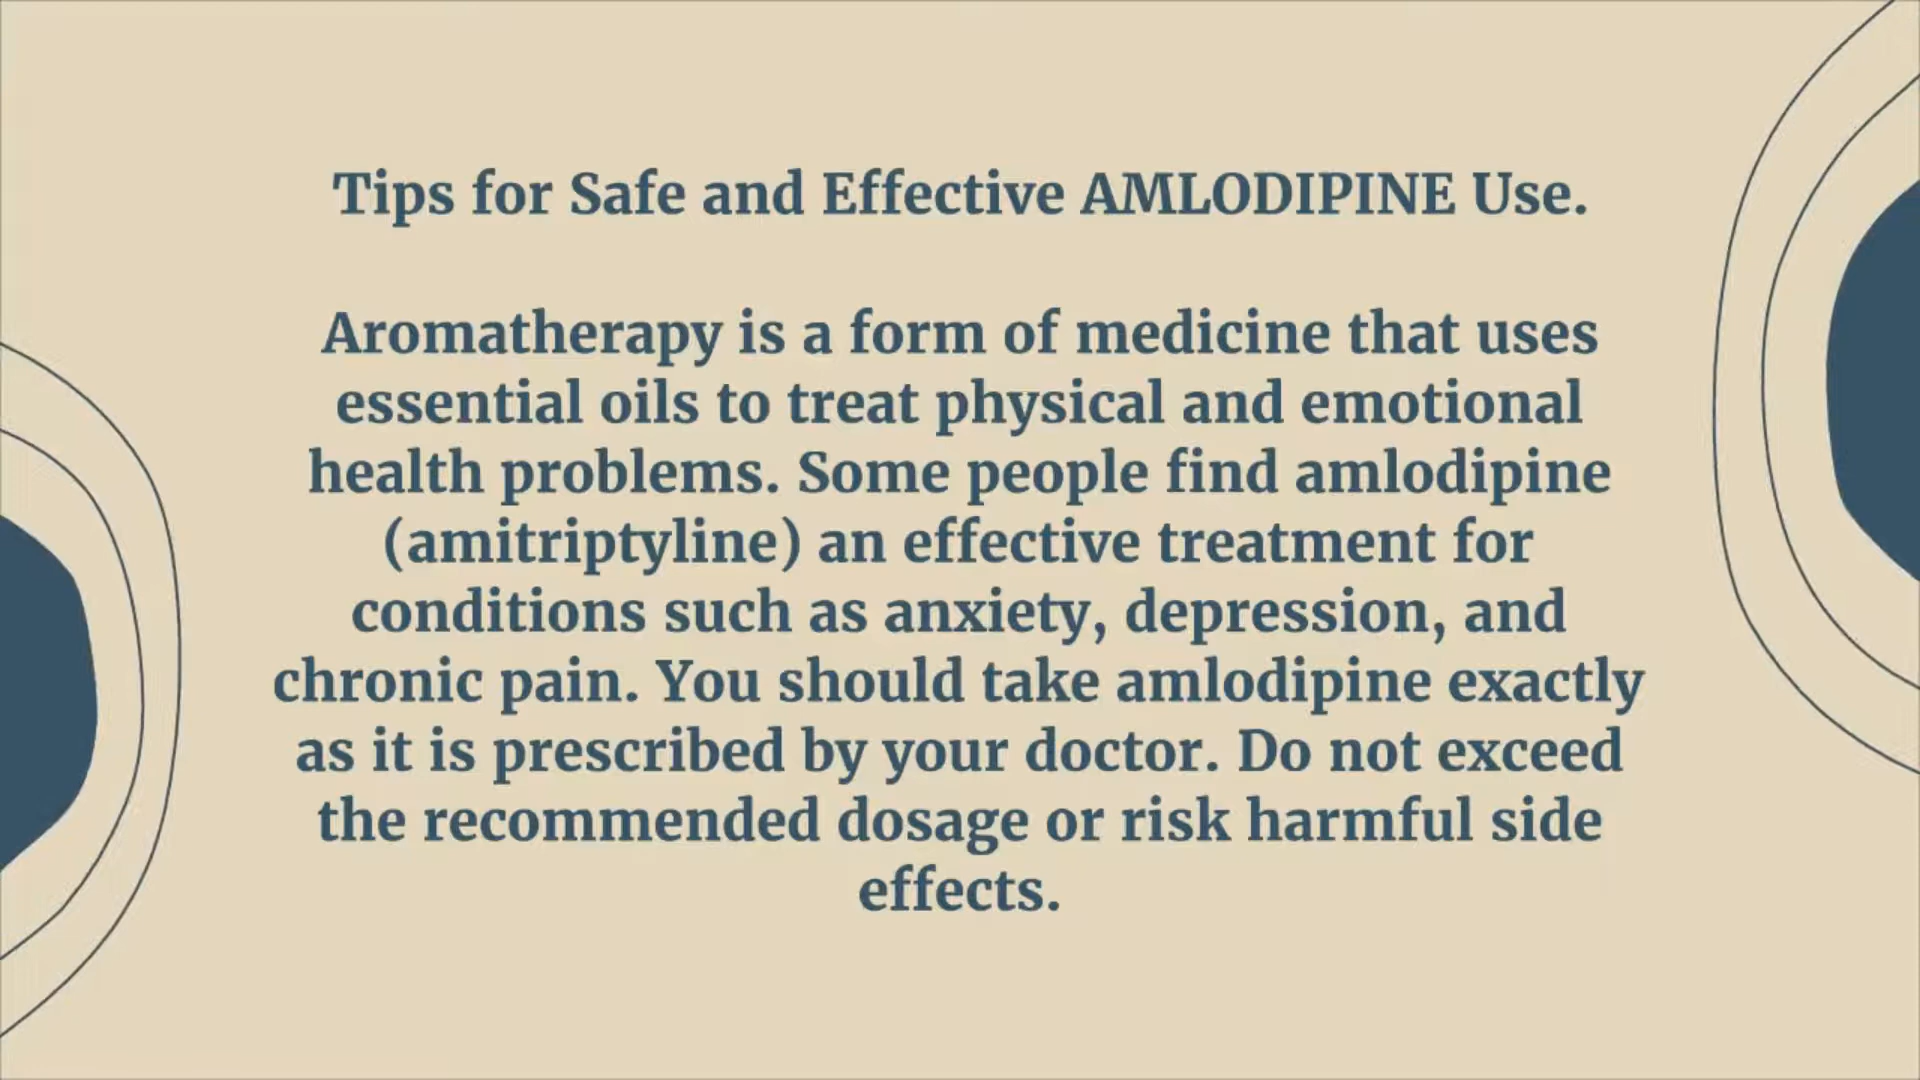 Tips for Safe and Effective AMLODIPINE Use.
Aromatherapy is a form of medicine that uses
essential oils to treat physical and emotional
health problems. Some people find amlodipine
(amitriptyline) an effective treatment for
conditions such as anxiety, depression, and
chronic pain. You should take amlodipine exactly
as it is prescribed by your doctor. Do not exceed
the recommended dosage or risk harmful side
effects.